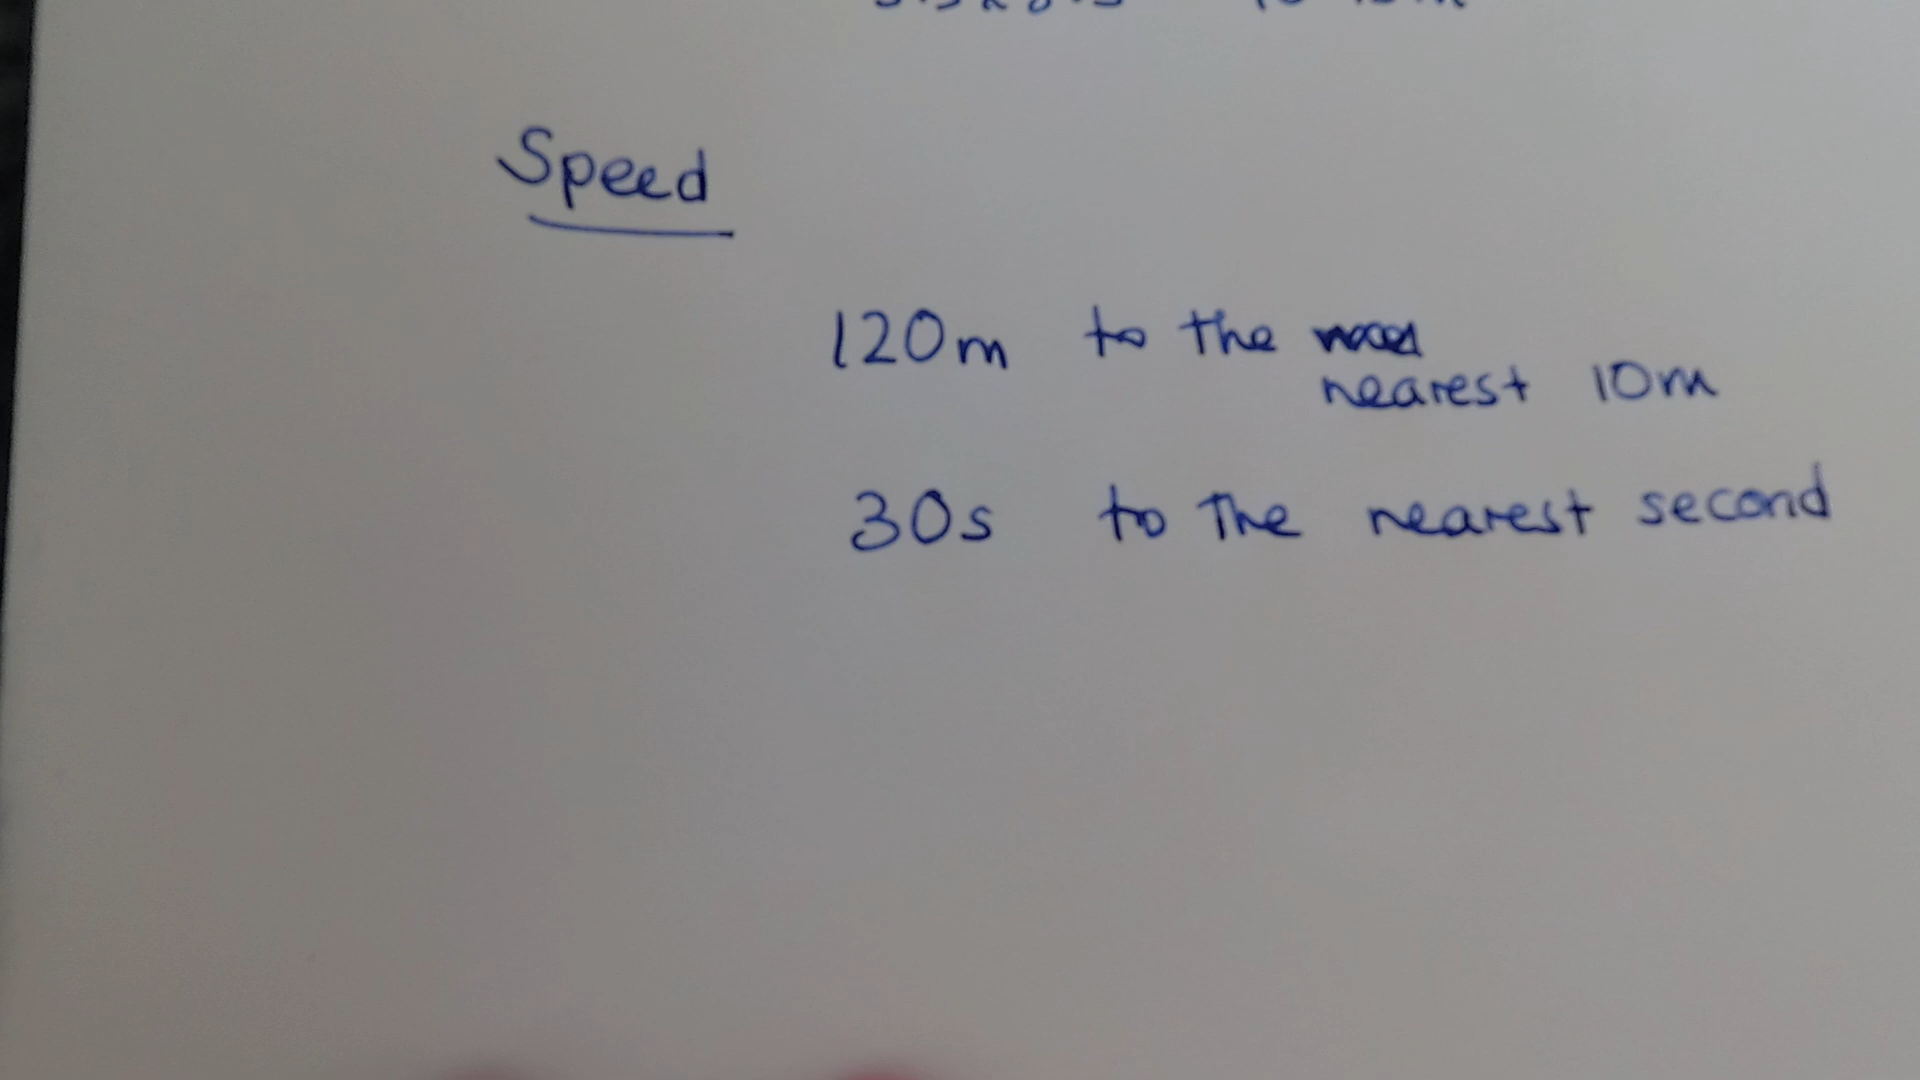 Speed
120m to the
nearest 10m
30s to the nearest second